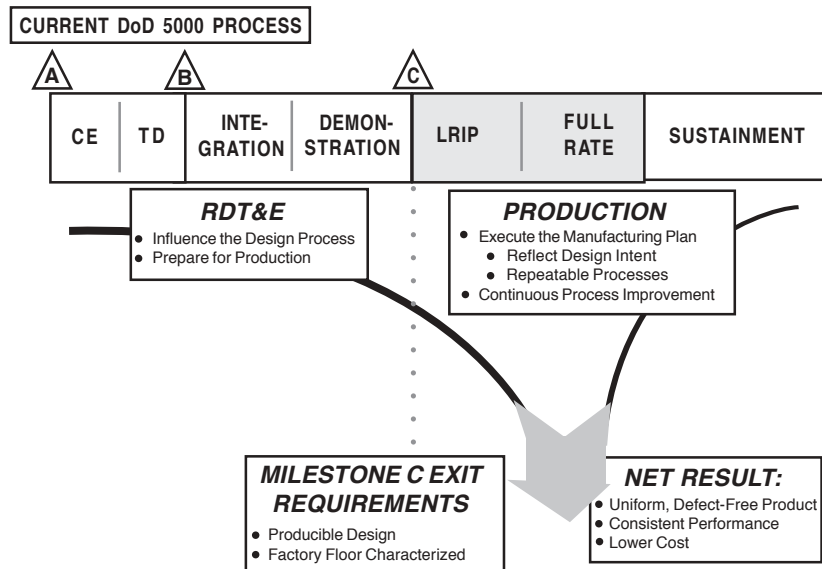 CURRENT DoD 5000 PROCESS
A
B
C
CE
TD
INTE-
GRATION
DEMON-
STRATION
LRIP
FULL
RATE
SUSTAINMENT
RDT&E
• Influence the Design Process
• Prepare for Production
PRODUCTION
• Execute the Manufacturing Plan
• Reflect Design Intent
• Repeatable Processes
• Continuous Process Improvement
MILESTONE C EXIT
REQUIREMENTS
• Producible Design
• Factory Floor Characterized
NET RESULT:
• Uniform, Defect-Free Product
• Consistent Performance
• Lower Cost